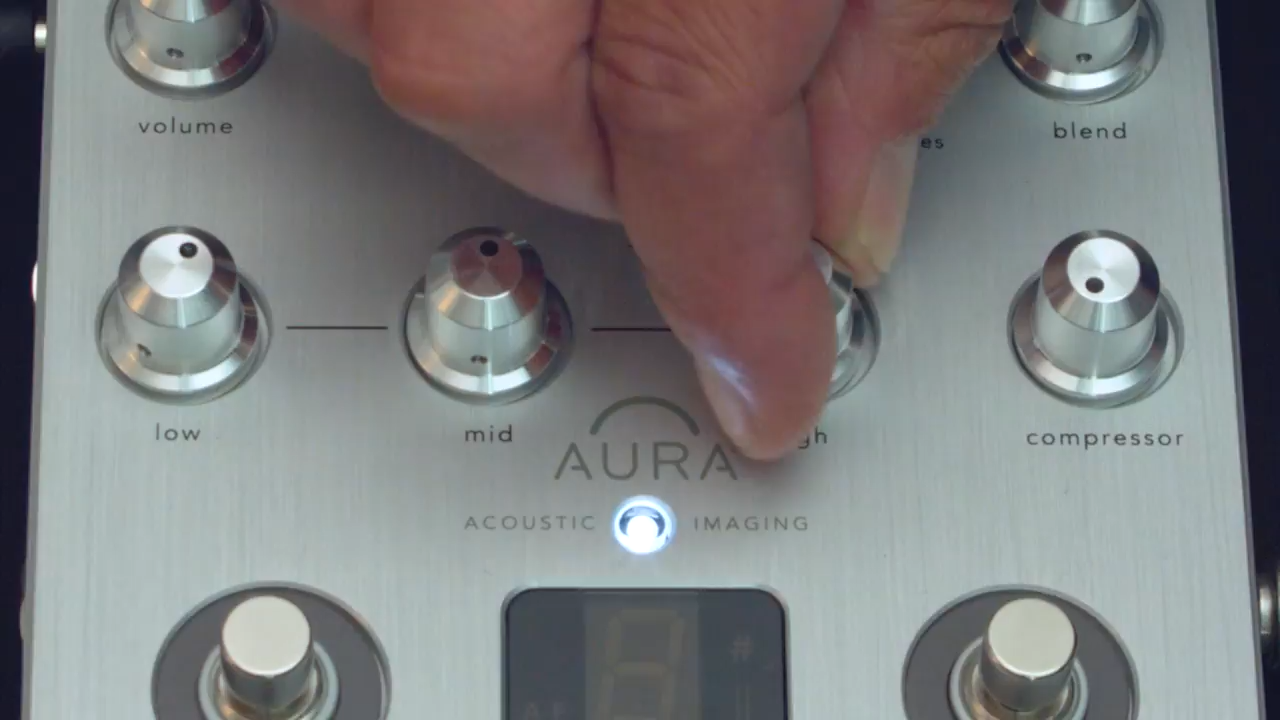 volume
blend
low
mid
compressor
AURA
ACOUSTIC IMAGING